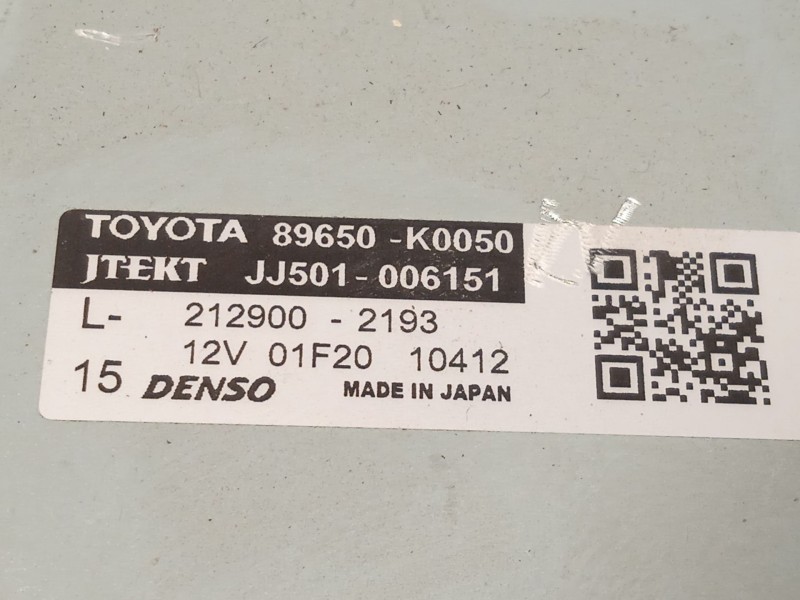 TOYOTA 89650-K0050
JTEKT JJ501-006151
L- 212900-2193
12V 01F20 10412
15 DENSO MADE IN JAPAN